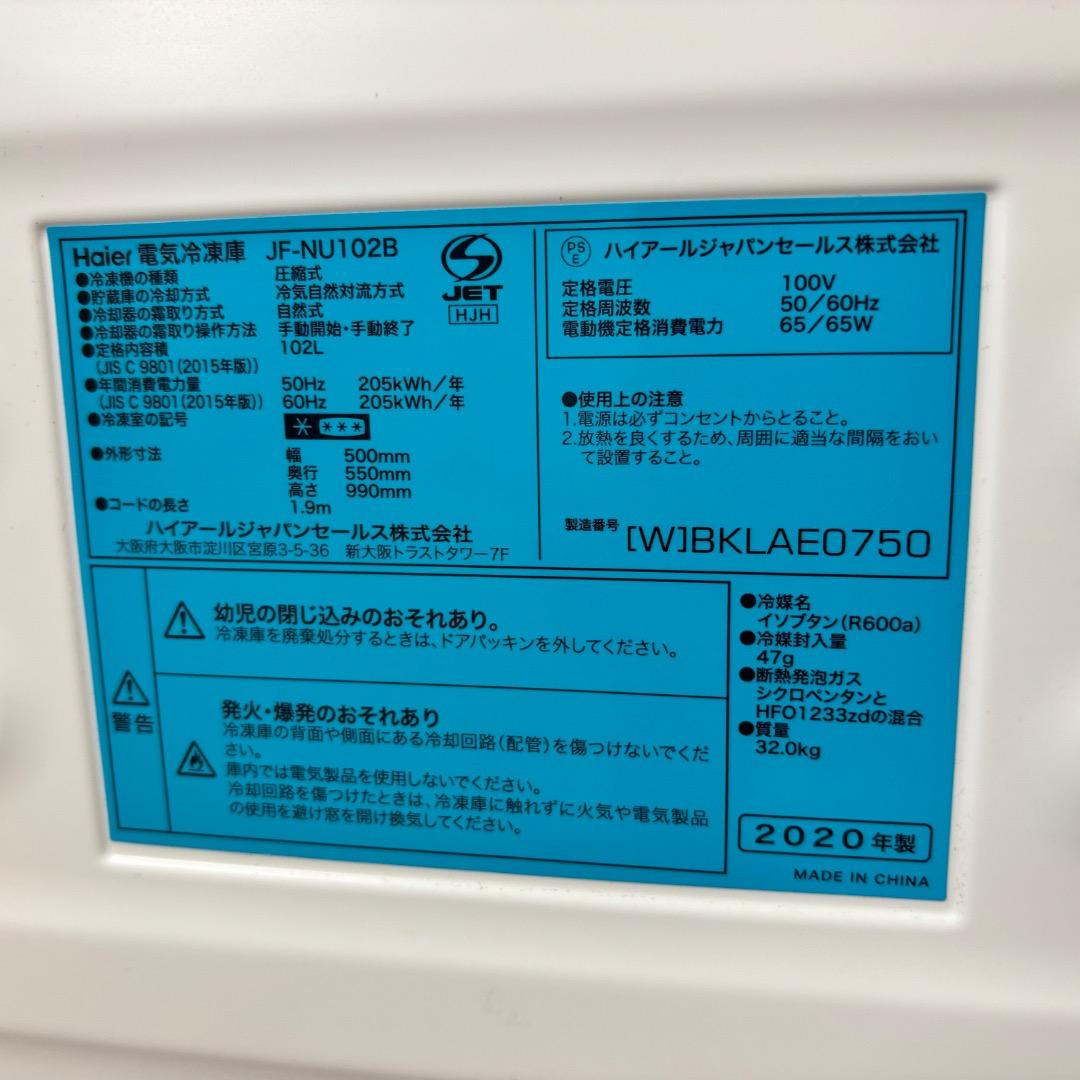 Haier 電気冷凍庫 JF-NU102B
●冷凍機の種類 圧縮式
●貯蔵庫の冷却方式 冷気自然対流方式
●冷却器の霜取り方式 自然式
●冷却器の霜取り操作方法 手動開始・手動終了
●定格内容積 102L
(JIS C 9801(2015年版))
●年間消費電力量 50Hz 205kWh/年
(JIS C 9801(2015年版)) 60Hz 205kWh/年
●冷凍室の記号 * ***
●外形寸法 幅 500mm
奥行 550mm
高さ 990mm
●コードの長さ 1.9m
ハイアールジャパンセールス株式会社
大阪府大阪市淀川区宮原3-5-36 新大阪トラストタワー7F
JET
HJH
PS
E
ハイアールジャパンセールス株式会社
定格電圧 100V
定格周波数 50/60Hz
電動機定格消費電力 65/65W
●使用上の注意
1.電源は必ずコンセントからとること。
2.放熱を良くするため、周囲に適当な間隔をおい
て設置すること。
製造番号 [W]BKLAE0750
警告
幼児の閉じ込みのおそれあり。
冷凍庫を廃棄処分するときは、ドアパッキンを外してください。
発火・爆発のおそれあり
冷凍庫の背面や側面にある冷却回路(配管)を傷つけないでくだ
さい。
庫内では電気製品を使用しないでください。
冷却回路を傷つけたときは、冷凍庫に触れずに火気や電気製品
の使用を避け窓を開け換気してください。
●冷媒名
イソブタン(R600a)
●冷媒封入量
47g
●断熱発泡ガス
シクロペンタンと
HFO1233zdの混合
●質量
32.0kg
2020年製
MADE IN CHINA